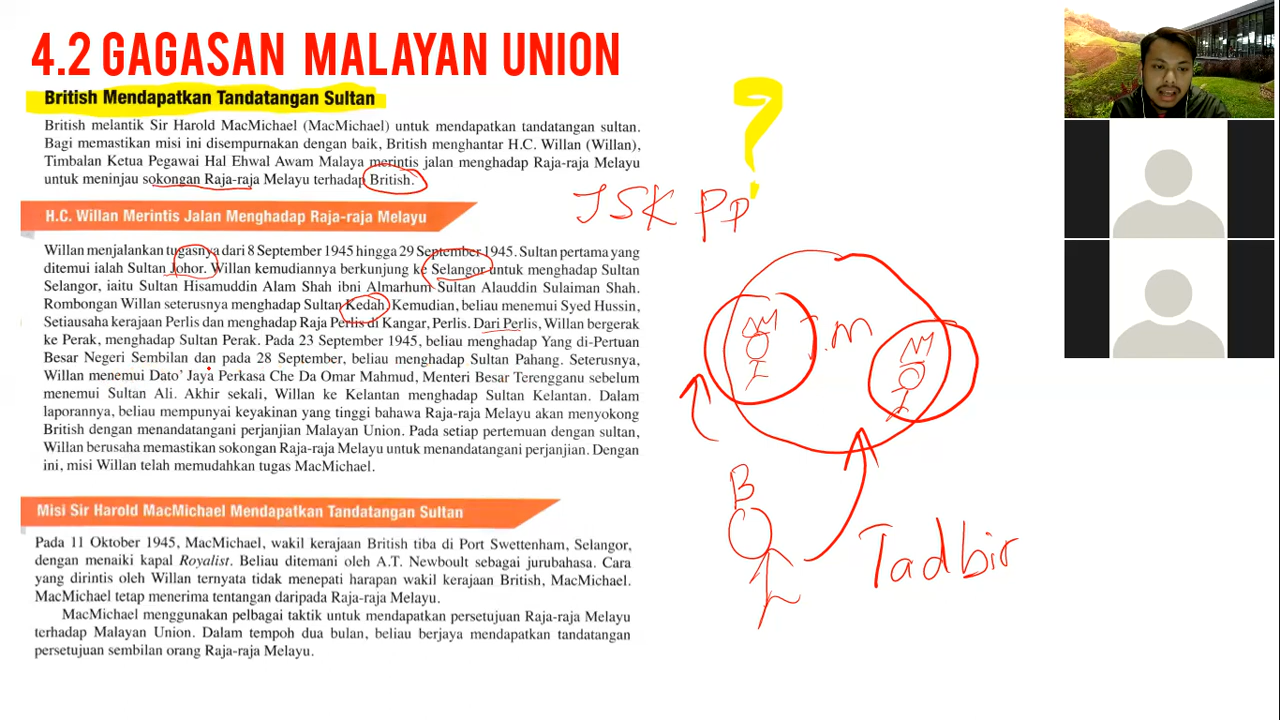 4.2 GAGASAN MALAYAN UNION
British Mendapatkan Tandatangan Sultan
British melantik Sir Harold MacMichael (MacMichael) untuk mendapatkan tandatangan sultan.
Bagi memastikan misi ini disempurnakan dengan baik, British menghantar H.C. Willan (Willan),
Timbalan Ketua Pegawai Hal Ehwal Awam Malaya merintis jalan menghadap Raja-raja Melayu
untuk meninjau sokongan Raja-raja Melayu terhadap British.
H.C. Willan Merintis Jalan Menghadap Raja-raja Melayu
Willan menjalankan tugasnya dari 8 September 1945 hingga 29 September 1945. Sultan pertama yang
ditemui ialah Sultan Johor. Willan kemudiannya berkunjung ke Selangor untuk menghadap Sultan
Selangor, iaitu Sultan Hisamuddin Alam Shah ibni Almarhum Sultan Alauddin Sulaiman Shah.
Rombongan Willan seterusnya menghadap Sultan Kedah Kemudian, beliau menemui Syed Hussin,
Setiausaha kerajaan Perlis dan menghadap Raja Perlis di Kangar, Perlis. Dari Perlis, Willan bergerak
ke Perak, menghadap Sultan Perak. Pada 23 September 1945, beliau menghadap Yang di-Pertuan
Besar Negeri Sembilan dan pada 28 September, beliau menghadap Sultan Pahang. Seterusnya,
Willan menemui Dato' Jaya Perkasa Che Da Omar Mahmud, Menteri Besar Terengganu sebelum
menemui Sultan Ali. Akhir sekali, Willan ke Kelantan menghadap Sultan Kelantan. Dalam
laporannya, beliau mempunyai keyakinan yang tinggi bahawa Raja-raja Melayu akan menyokong
British dengan menandatangani perjanjian Malayan Union. Pada setiap pertemuan dengan sultan,
Willan berusaha memastikan sokongan Raja-raja Melayu untuk menandatangani perjanjian. Dengan
ini, misi Willan telah memudahkan tugas MacMichael.
Misi Sir Harold MacMichael Mendapatkan Tandatangan Sultan
Pada 11 Oktober 1945, MacMichael, wakil kerajaan British tiba di Port Swettenham, Selangor,
dengan menaiki kapal Royalist. Beliau ditemani oleh A.T. Newboult sebagai jurubahasa. Cara
yang dirintis oleh Willan ternyata tidak menepati harapan wakil kerajaan British, MacMichael.
MacMichael tetap menerima tentangan daripada Raja-raja Melayu.
MacMichael menggunakan pelbagai taktik untuk mendapatkan persetujuan Raja-raja Melayu
terhadap Malayan Union. Dalam tempoh dua bulan, beliau berjaya mendapatkan tandatangan
persetujuan sembilan orang Raja-raja Melayu.
?
JSK PP
B
Tadbir